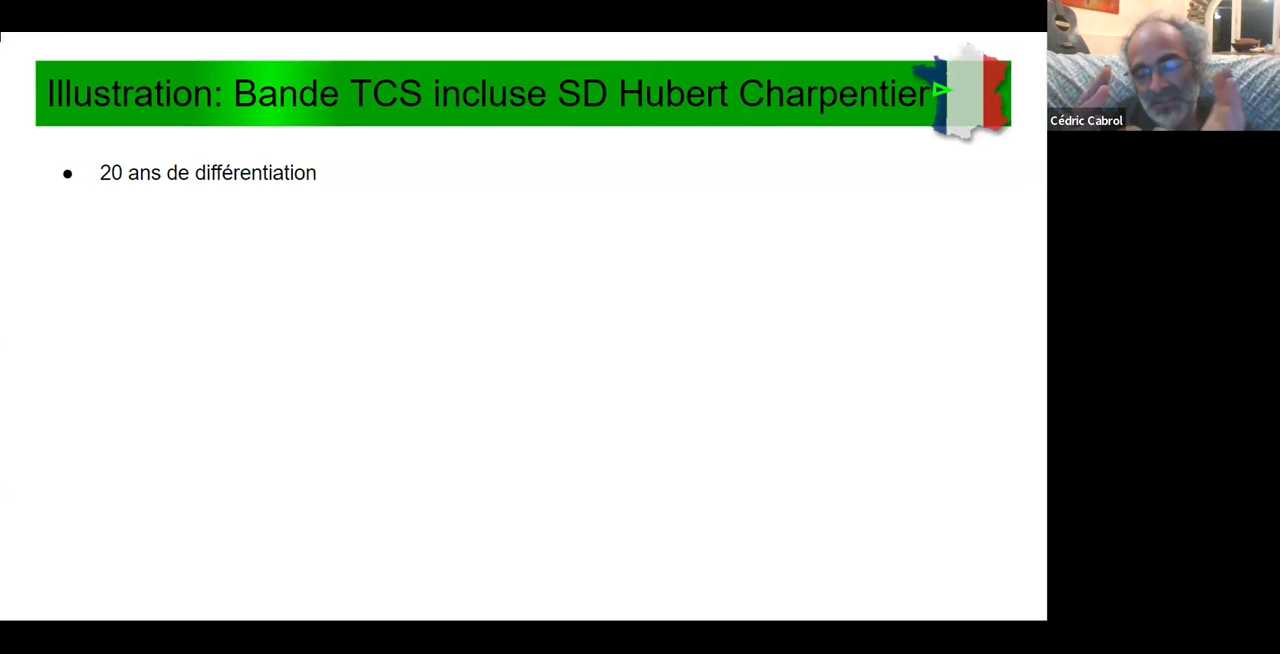 Illustration: Bande TCS incluse SD Hubert Charpentier
20 ans de différentiation
Cédric Cabrol